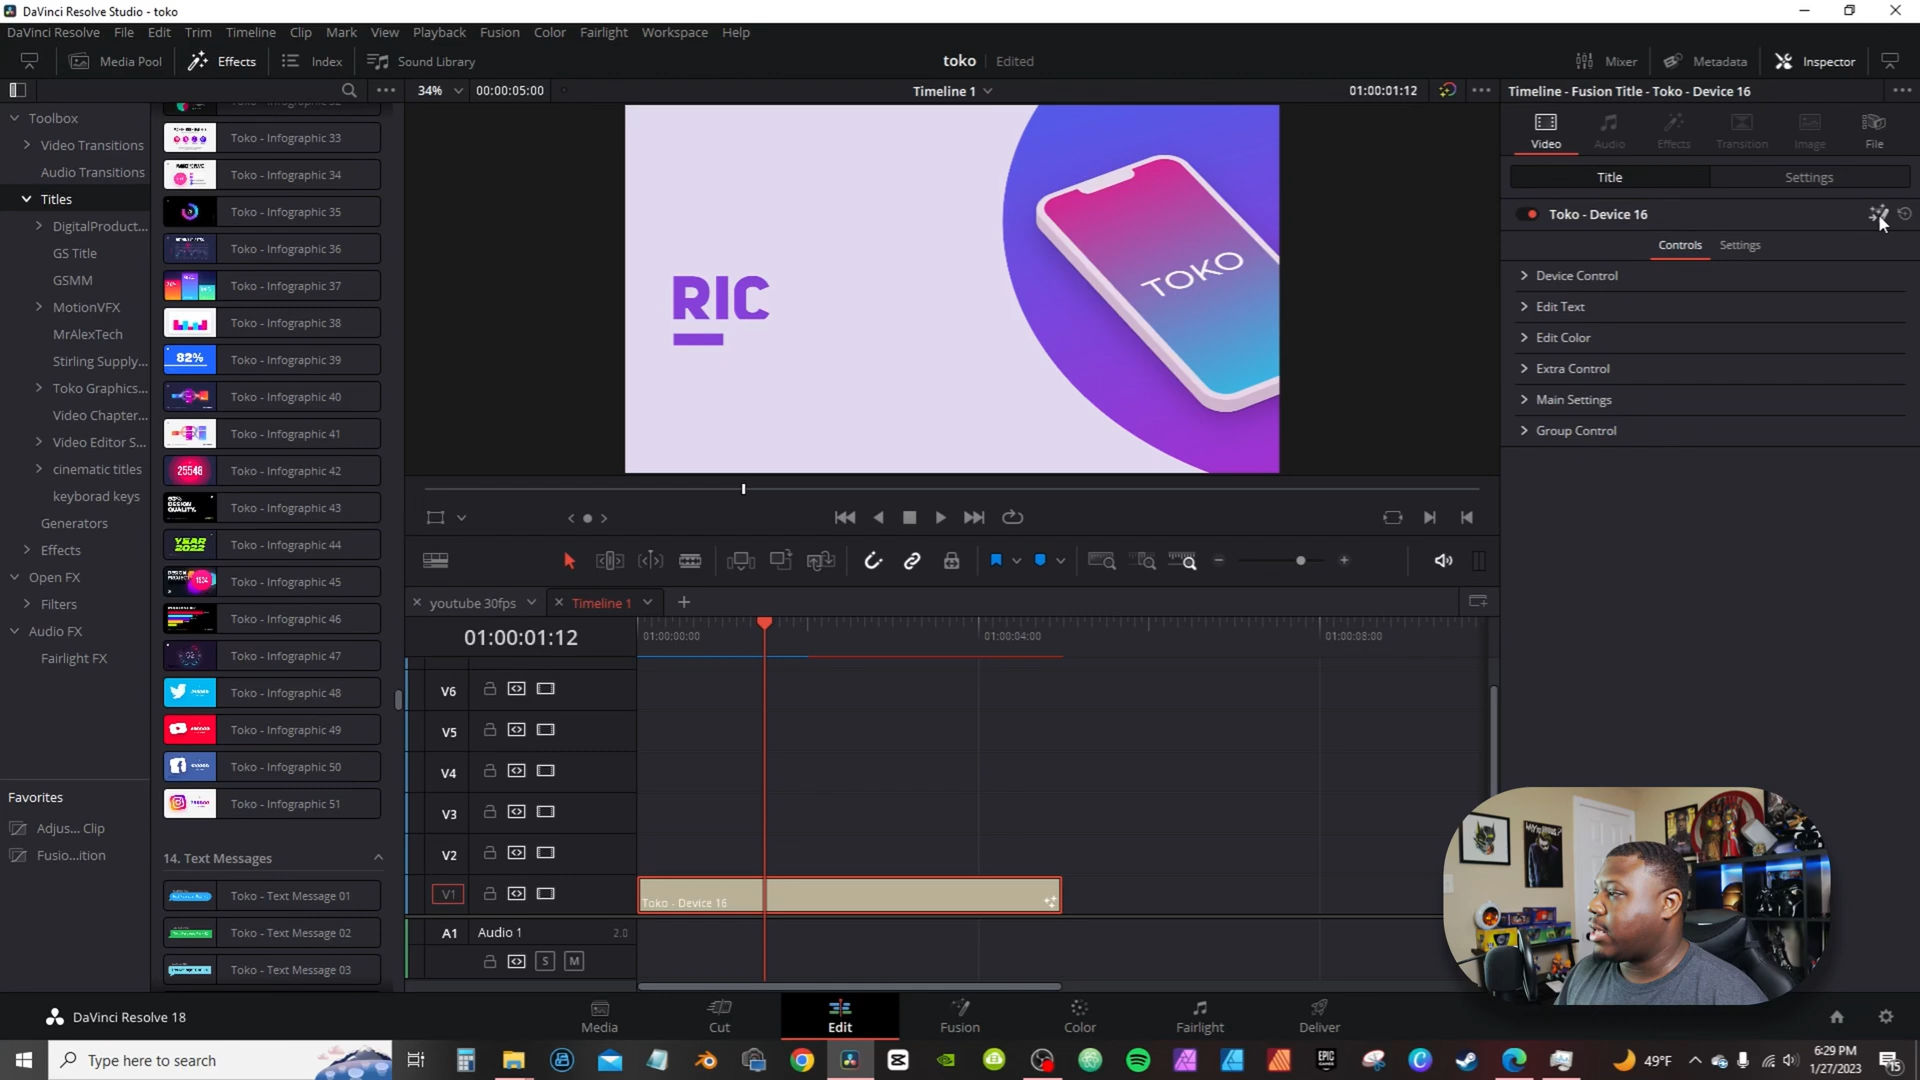 DaVinci Resolve Studio - toko
DaVinci Resolve File Edit Trim Timeline Clip Mark View Playback Fusion Color Fairlight Workspace Help
Media Pool Effects Index Sound Library
toko Edited
Mixer Metadata Inspector
34% 00:00:05:00 Timeline 1 01:00:01:12
Timeline - Fusion Title - Toko - Device 16
Toolbox
Video Transitions
Audio Transitions
Titles
DigitalProduct...
GS Title
GSMM
MotionVFX
MrAlexTech
Stirling Supply...
Toko Graphics...
Video Chapter...
Video Editor S...
cinematic titles
keyborad keys
Generators
Effects
Open FX
Filters
Audio FX
Fairlight FX
Favorites
Adjus... Clip
Fusio...ition
Toko - Infographic 33
Toko - Infographic 34
Toko - Infographic 35
Toko - Infographic 36
Toko - Infographic 37
Toko - Infographic 38
82%
Toko - Infographic 39
Toko - Infographic 40
Toko - Infographic 41
25548
Toko - Infographic 42
Toko - Infographic 43
YEAR 2022
Toko - Infographic 44
Toko - Infographic 45
Toko - Infographic 46
Toko - Infographic 47
Toko - Infographic 48
Toko - Infographic 49
Toko - Infographic 50
Toko - Infographic 51
14. Text Messages
Toko - Text Message 01
Toko - Text Message 02
Toko - Text Message 03
RIC
TOKO
Video Audio Effects Transition Image File
Title Settings
Toko - Device 16
Controls Settings
Device Control
Edit Text
Edit Color
Extra Control
Main Settings
Group Control
youtube 30fps Timeline 1
01:00:01:12
01:00:00:00 01:00:04:00 01:00:08:00
V6
V5
V4
V3
V2
V1
Toko - Device 16
A1 Audio 1 2.0
S M
DaVinci Resolve 18
Media Cut Edit Fusion Color Fairlight Deliver
Type here to search
EPIC GAMES
49°F
6:29 PM
1/27/2023
15